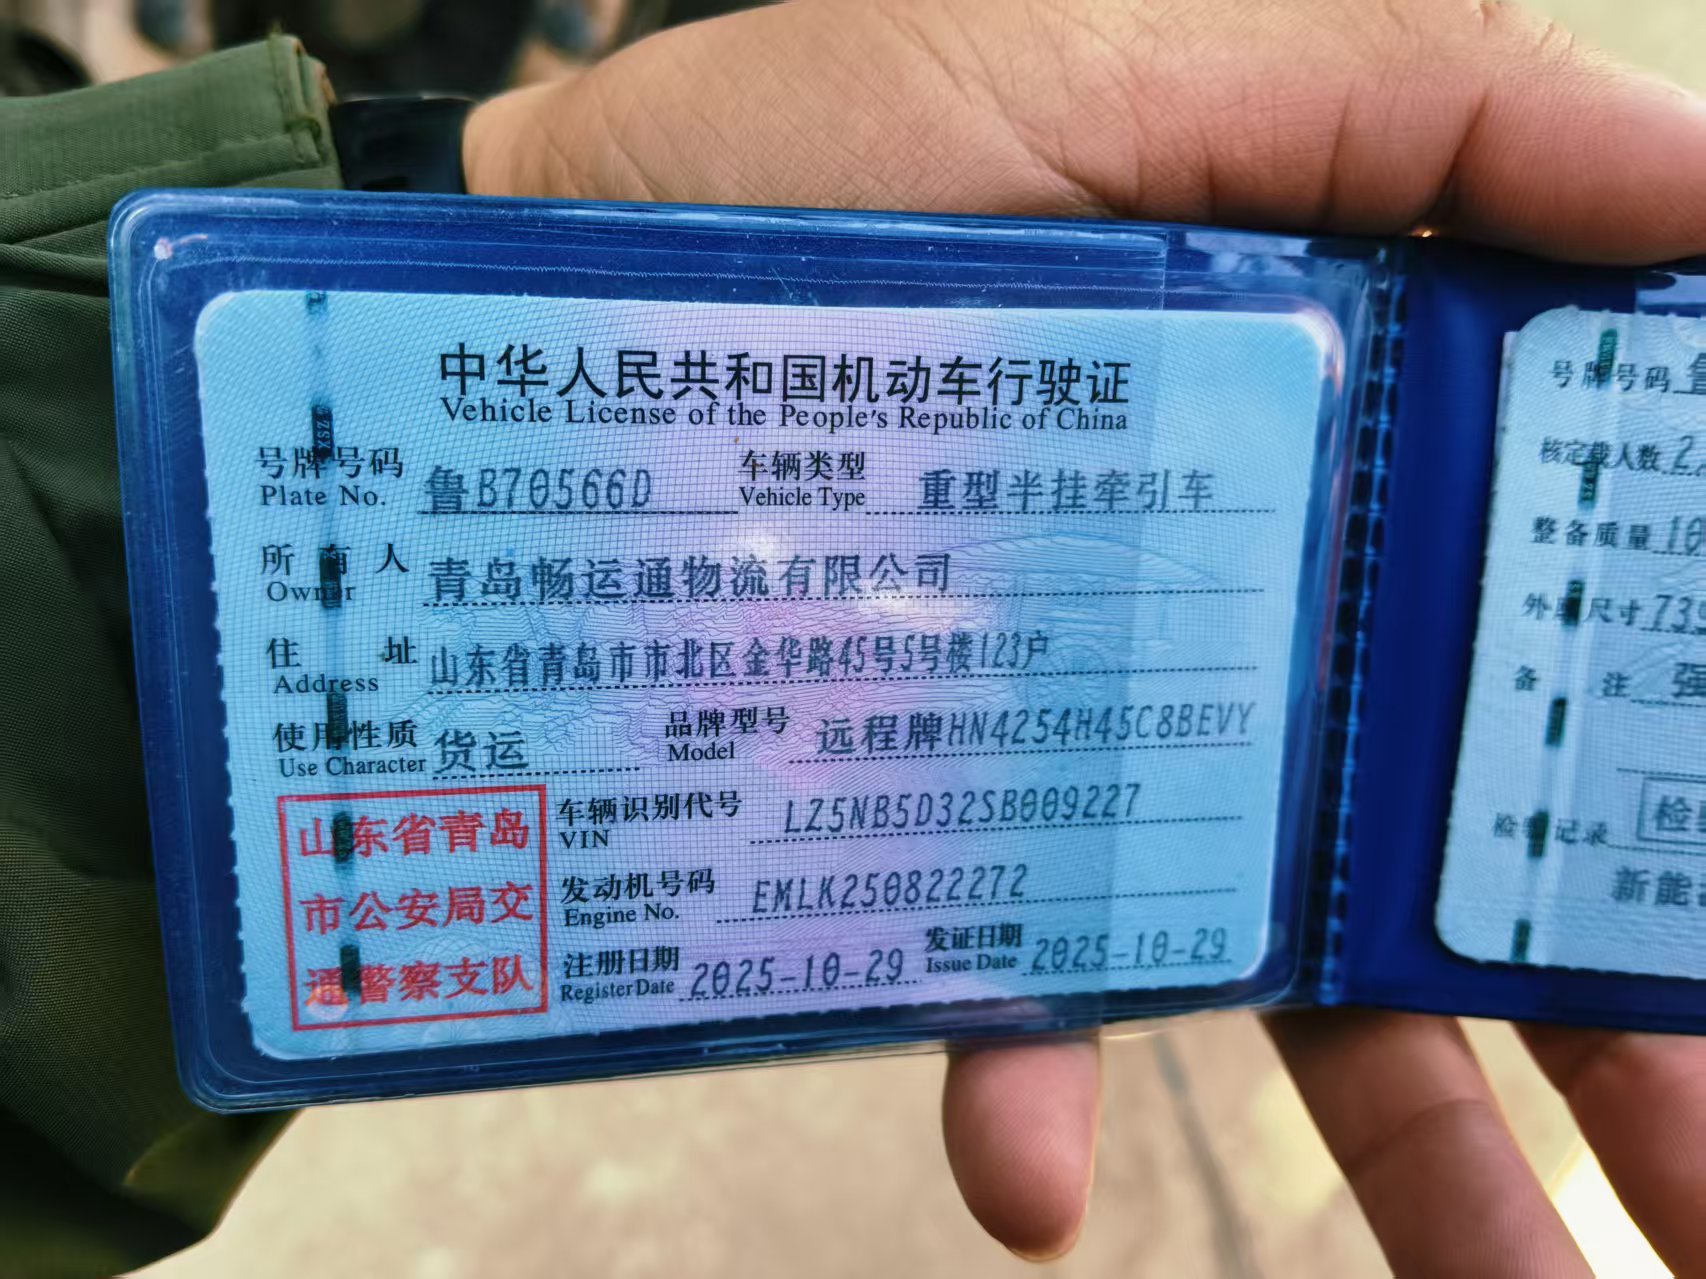 中华人民共和国机动车行驶证
Vehicle License of the People's Republic of China
号牌号码 鲁B70566D 车辆类型 重型半挂牵引车
Plate No. Vehicle Type
所有人 青岛畅运通物流有限公司
Owner
住址 山东省青岛市市北区金华路45号5号楼123户
Address
使用性质 货运 品牌型号 远程牌HN4254H45C8BEVY
Use Character Model
山东省青岛
市公安局交
通警察支队
车辆识别代号 LZ5NB5D32SB009227
VIN
发动机号码 EMLK250822272
Engine No.
注册日期 2025-10-29 发证日期 2025-10-29
Register Date Issue Date
号牌号码
核定载人数 2
整备质量 10
外廓尺寸 735
备注 强
检验记录 检
新能